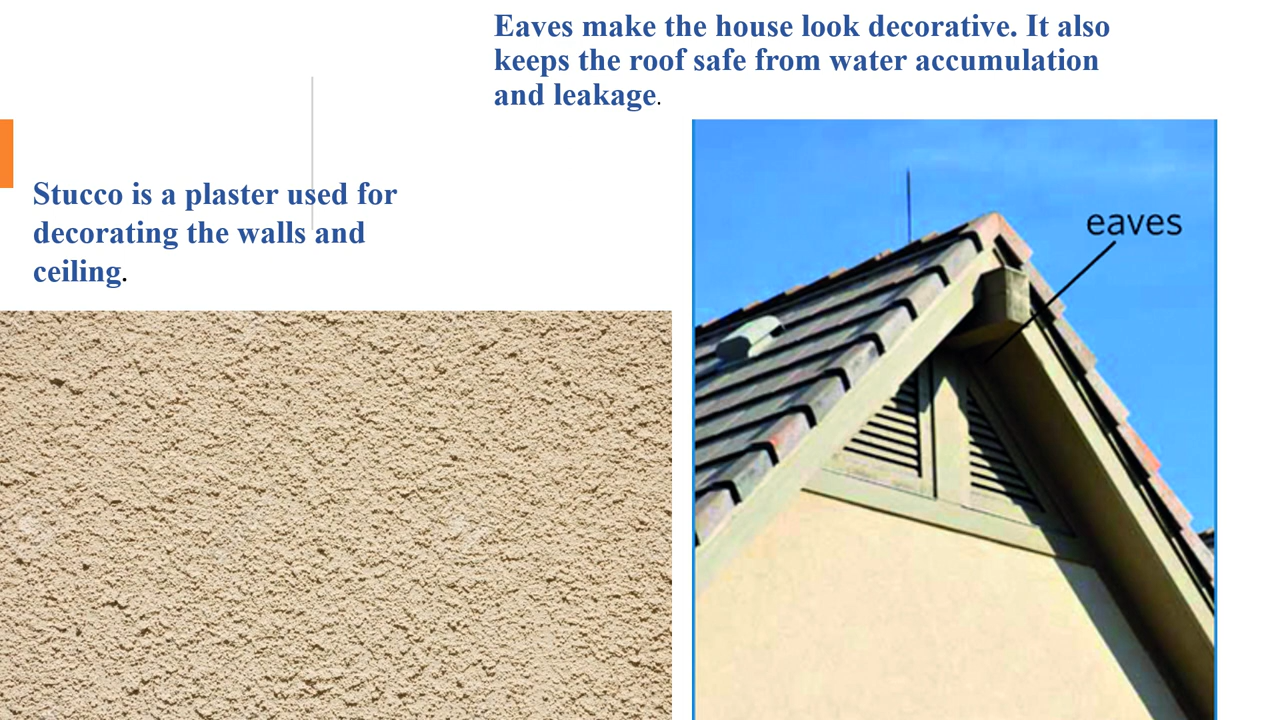 Eaves make the house look decorative. It also
keeps the roof safe from water accumulation
and leakage.
Stucco is a plaster used for
decorating the walls and
ceiling.
eaves